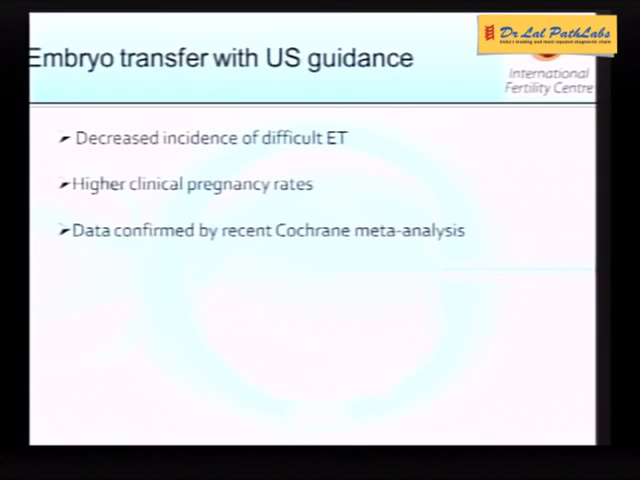 Dr Lal PathLabs
India's leading and most reputed diagnostic chain
Embryo transfer with US guidance
International
Fertility Centre
➤ Decreased incidence of difficult ET
➤Higher clinical pregnancy rates
➤Data confirmed by recent Cochrane meta-analysis